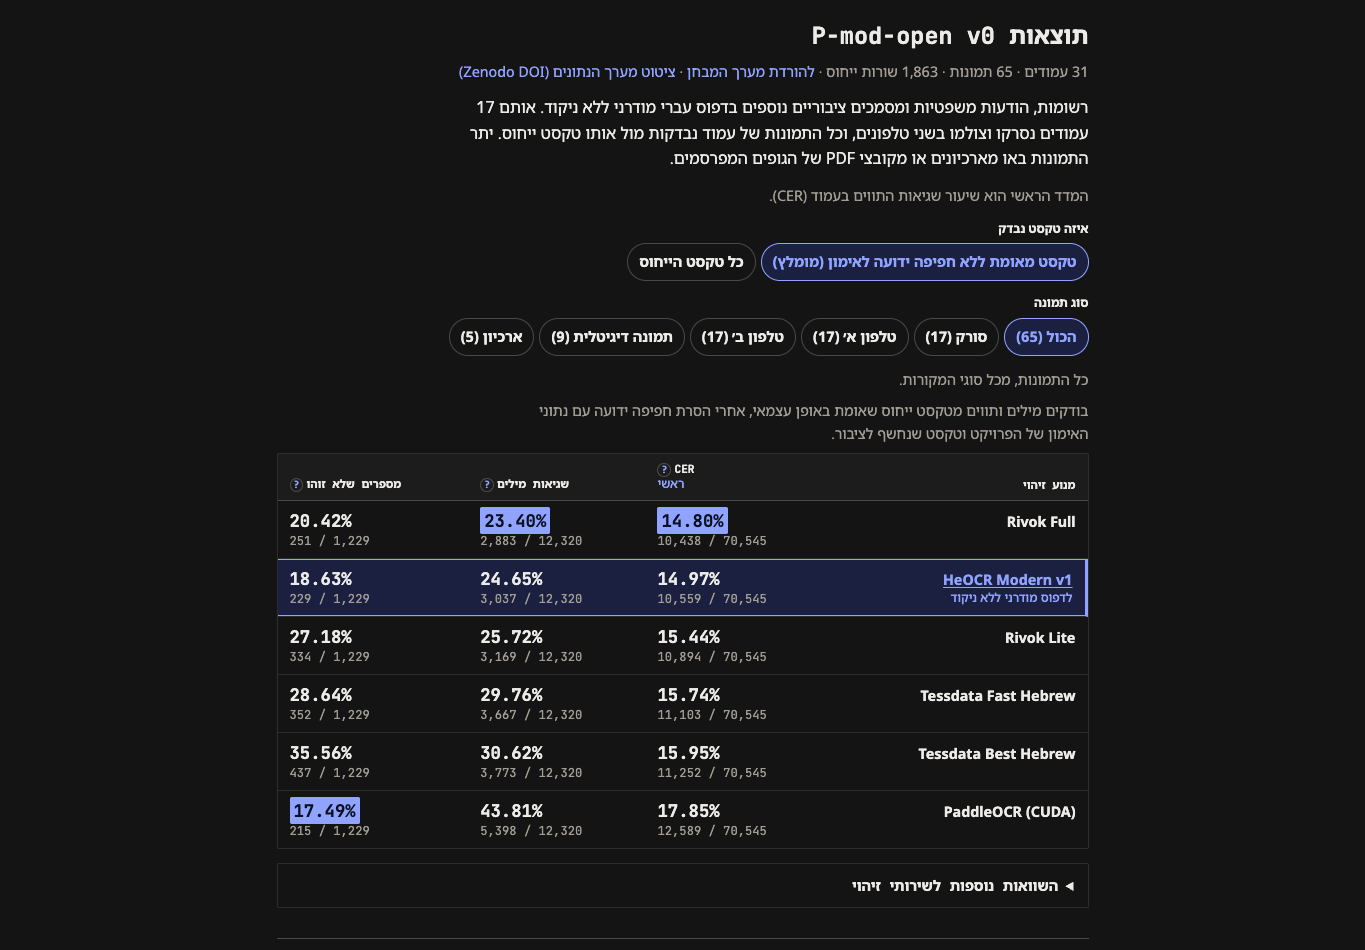 תוצאות P-mod-open v0
31 עמודים · 65 תמונות · 1,863 שורות ייחוס · להורדת מערך המבחן · ציטוט מערך הנתונים (Zenodo DOI)
רשומות, הודעות משפטיות ומסמכים ציבוריים נוספים בדפוס עברי מודרני ללא ניקוד. אותם 17
עמודים נסרקו וצולמו בשני טלפונים, וכל התמונות של עמוד נבדקות מול אותו טקסט ייחוס. יתר
התמונות באו מארכיונים או מקובצי PDF של הגופים המפרסמים.
המדד הראשי הוא שיעור שגיאות התווים בעמוד (CER).
איזה טקסט נבדק
טקסט מאומת ללא חפיפה ידועה לאימון (מומלץ) כל טקסט הייחוס
סוג תמונה
הכול (65) סורק (17) טלפון א׳ (17) טלפון ב׳ (17) תמונה דיגיטלית (9) ארכיון (5)
כל התמונות, מכל סוגי המקורות.
בודקים מילים ותווים מטקסט ייחוס שאומת באופן עצמאי, אחרי הסרת חפיפה ידועה עם נתוני
האימון של הפרויקט וטקסט שנחשף לציבור.
מנוע זיהוי CER ? ראשי שגיאות מילים ? מספרים שלא זוהו ?
Rivok Full 14.80% 23.40% 20.42%
10,438 / 70,545 2,883 / 12,320 251 / 1,229
HeOCR Modern v1 14.97% 24.65% 18.63%
לדפוס מודרני ללא ניקוד 10,559 / 70,545 3,037 / 12,320 229 / 1,229
Rivok Lite 15.44% 25.72% 27.18%
10,894 / 70,545 3,169 / 12,320 334 / 1,229
Tessdata Fast Hebrew 15.74% 29.76% 28.64%
11,103 / 70,545 3,667 / 12,320 352 / 1,229
Tessdata Best Hebrew 15.95% 30.62% 35.56%
11,252 / 70,545 3,773 / 12,320 437 / 1,229
PaddleOCR (CUDA) 17.85% 43.81% 17.49%
12,589 / 70,545 5,398 / 12,320 215 / 1,229
השוואות נוספות לשירותי זיהוי